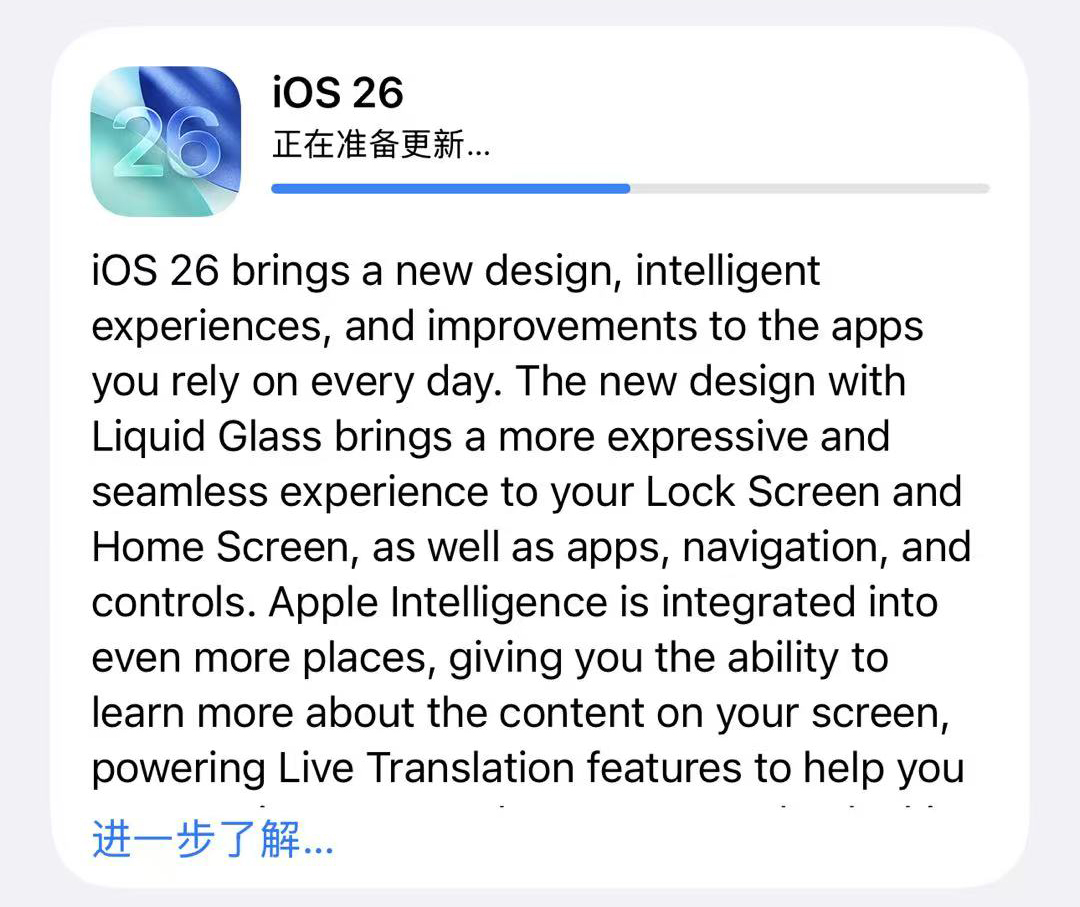 26
iOS 26
正在准备更新...
iOS 26 brings a new design, intelligent
experiences, and improvements to the apps
you rely on every day. The new design with
Liquid Glass brings a more expressive and
seamless experience to your Lock Screen and
Home Screen, as well as apps, navigation, and
controls. Apple Intelligence is integrated into
even more places, giving you the ability to
learn more about the content on your screen,
powering Live Translation features to help you
进一步了解...